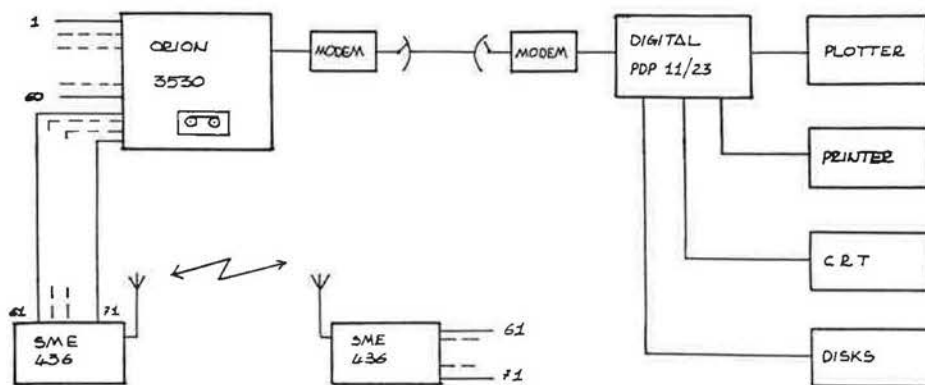 1
60
ORION
3530
MODEM
MODEM
DIGITAL
PDP 11/23
PLOTTER
PRINTER
CRT
DISKS
61
71
SME
436
SME
436
61
71